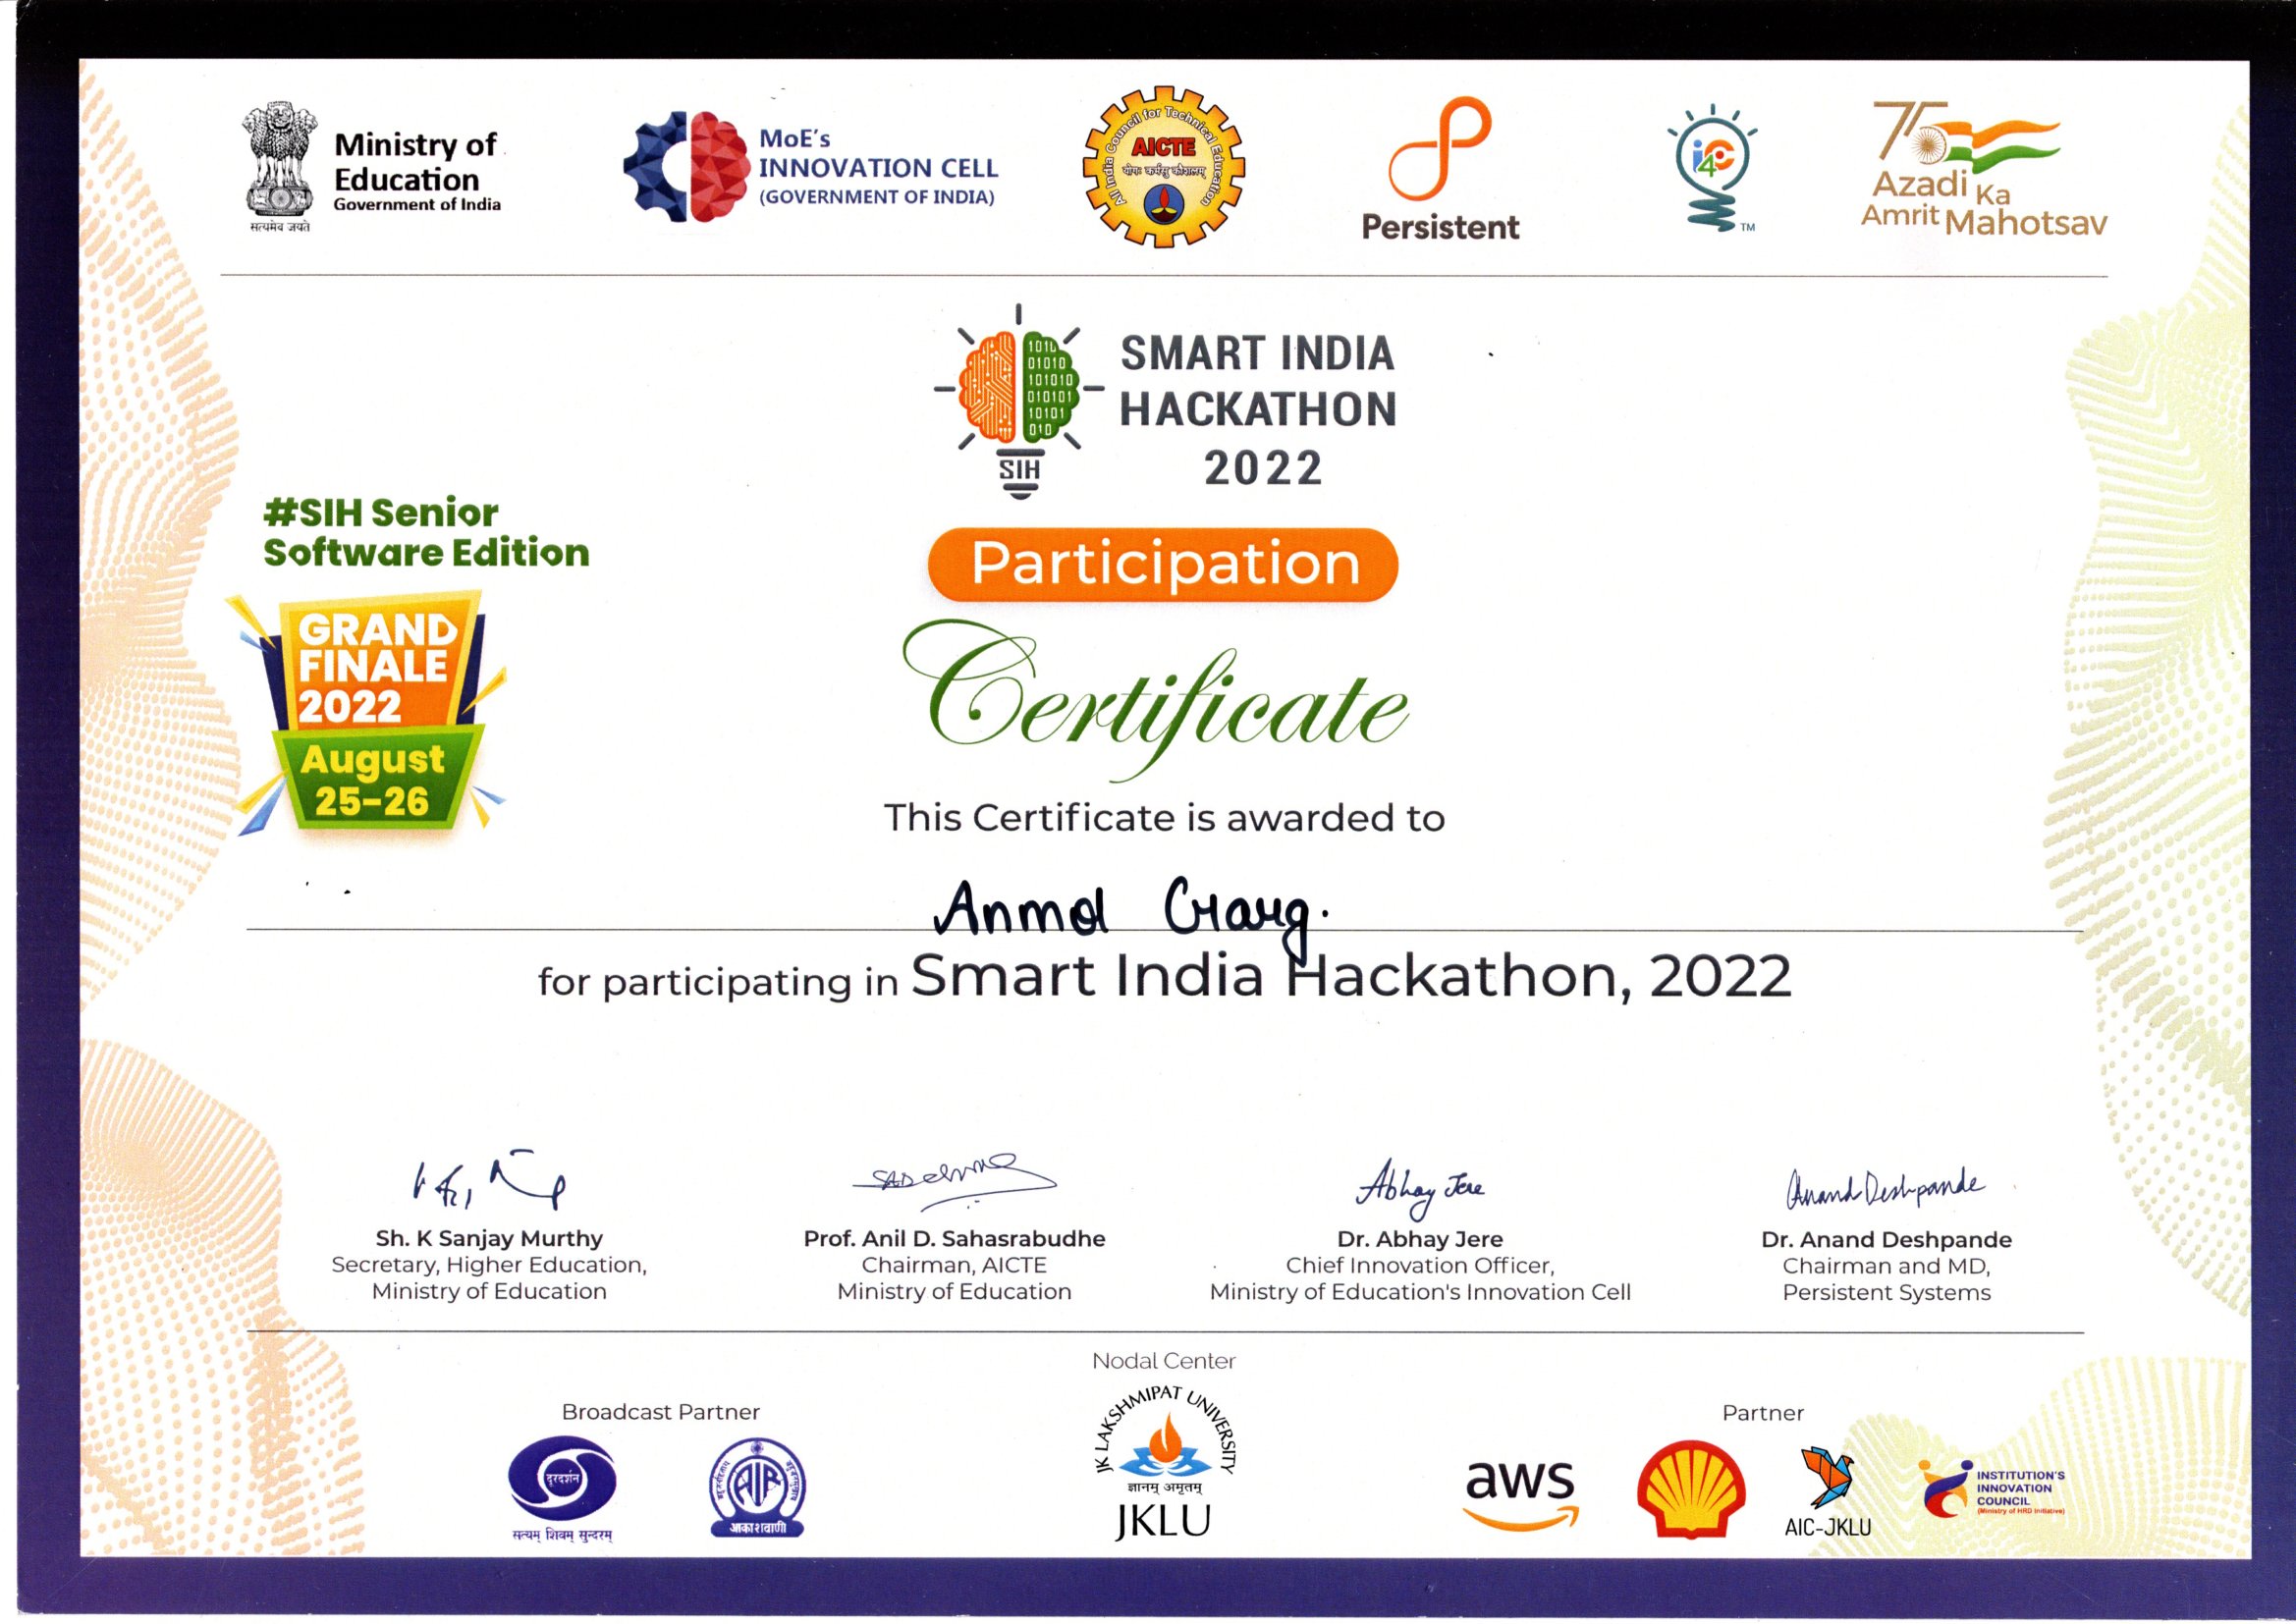 Ministry of
Education
Government of India
सत्यमेव जयते
MoE's
INNOVATION CELL
(GOVERNMENT OF INDIA)
All India Council for Technical Education
AICTE
योगः कर्मसु कौशलम्
Persistent
i4C
TM
75
Azadi Ka
Amrit Mahotsav
1010
01010
101010
010101
10101
010
SIH
SMART INDIA
HACKATHON
2022
#SIH Senior
Software Edition
GRAND
FINALE
2022
August
25-26
Participation
Certificate
This Certificate is awarded to
Anmol Garg.
for participating in Smart India Hackathon, 2022
Abhay Jere
Anand Deshpande
Sh. K Sanjay Murthy
Secretary, Higher Education,
Ministry of Education
Prof. Anil D. Sahasrabudhe
Chairman, AICTE
Ministry of Education
Dr. Abhay Jere
Chief Innovation Officer,
Ministry of Education's Innovation Cell
Dr. Anand Deshpande
Chairman and MD,
Persistent Systems
Broadcast Partner
दूरदर्शन
सत्यम् शिवम् सुन्दरम्
AIR
आकाशवाणी
Nodal Center
JK LAKSHMIPAT UNIVERSITY
ज्ञानम् अमृतम्
JKLU
Partner
aws
AIC-JKLU
INSTITUTION'S
INNOVATION
COUNCIL
(Ministry of HRD Initiative)